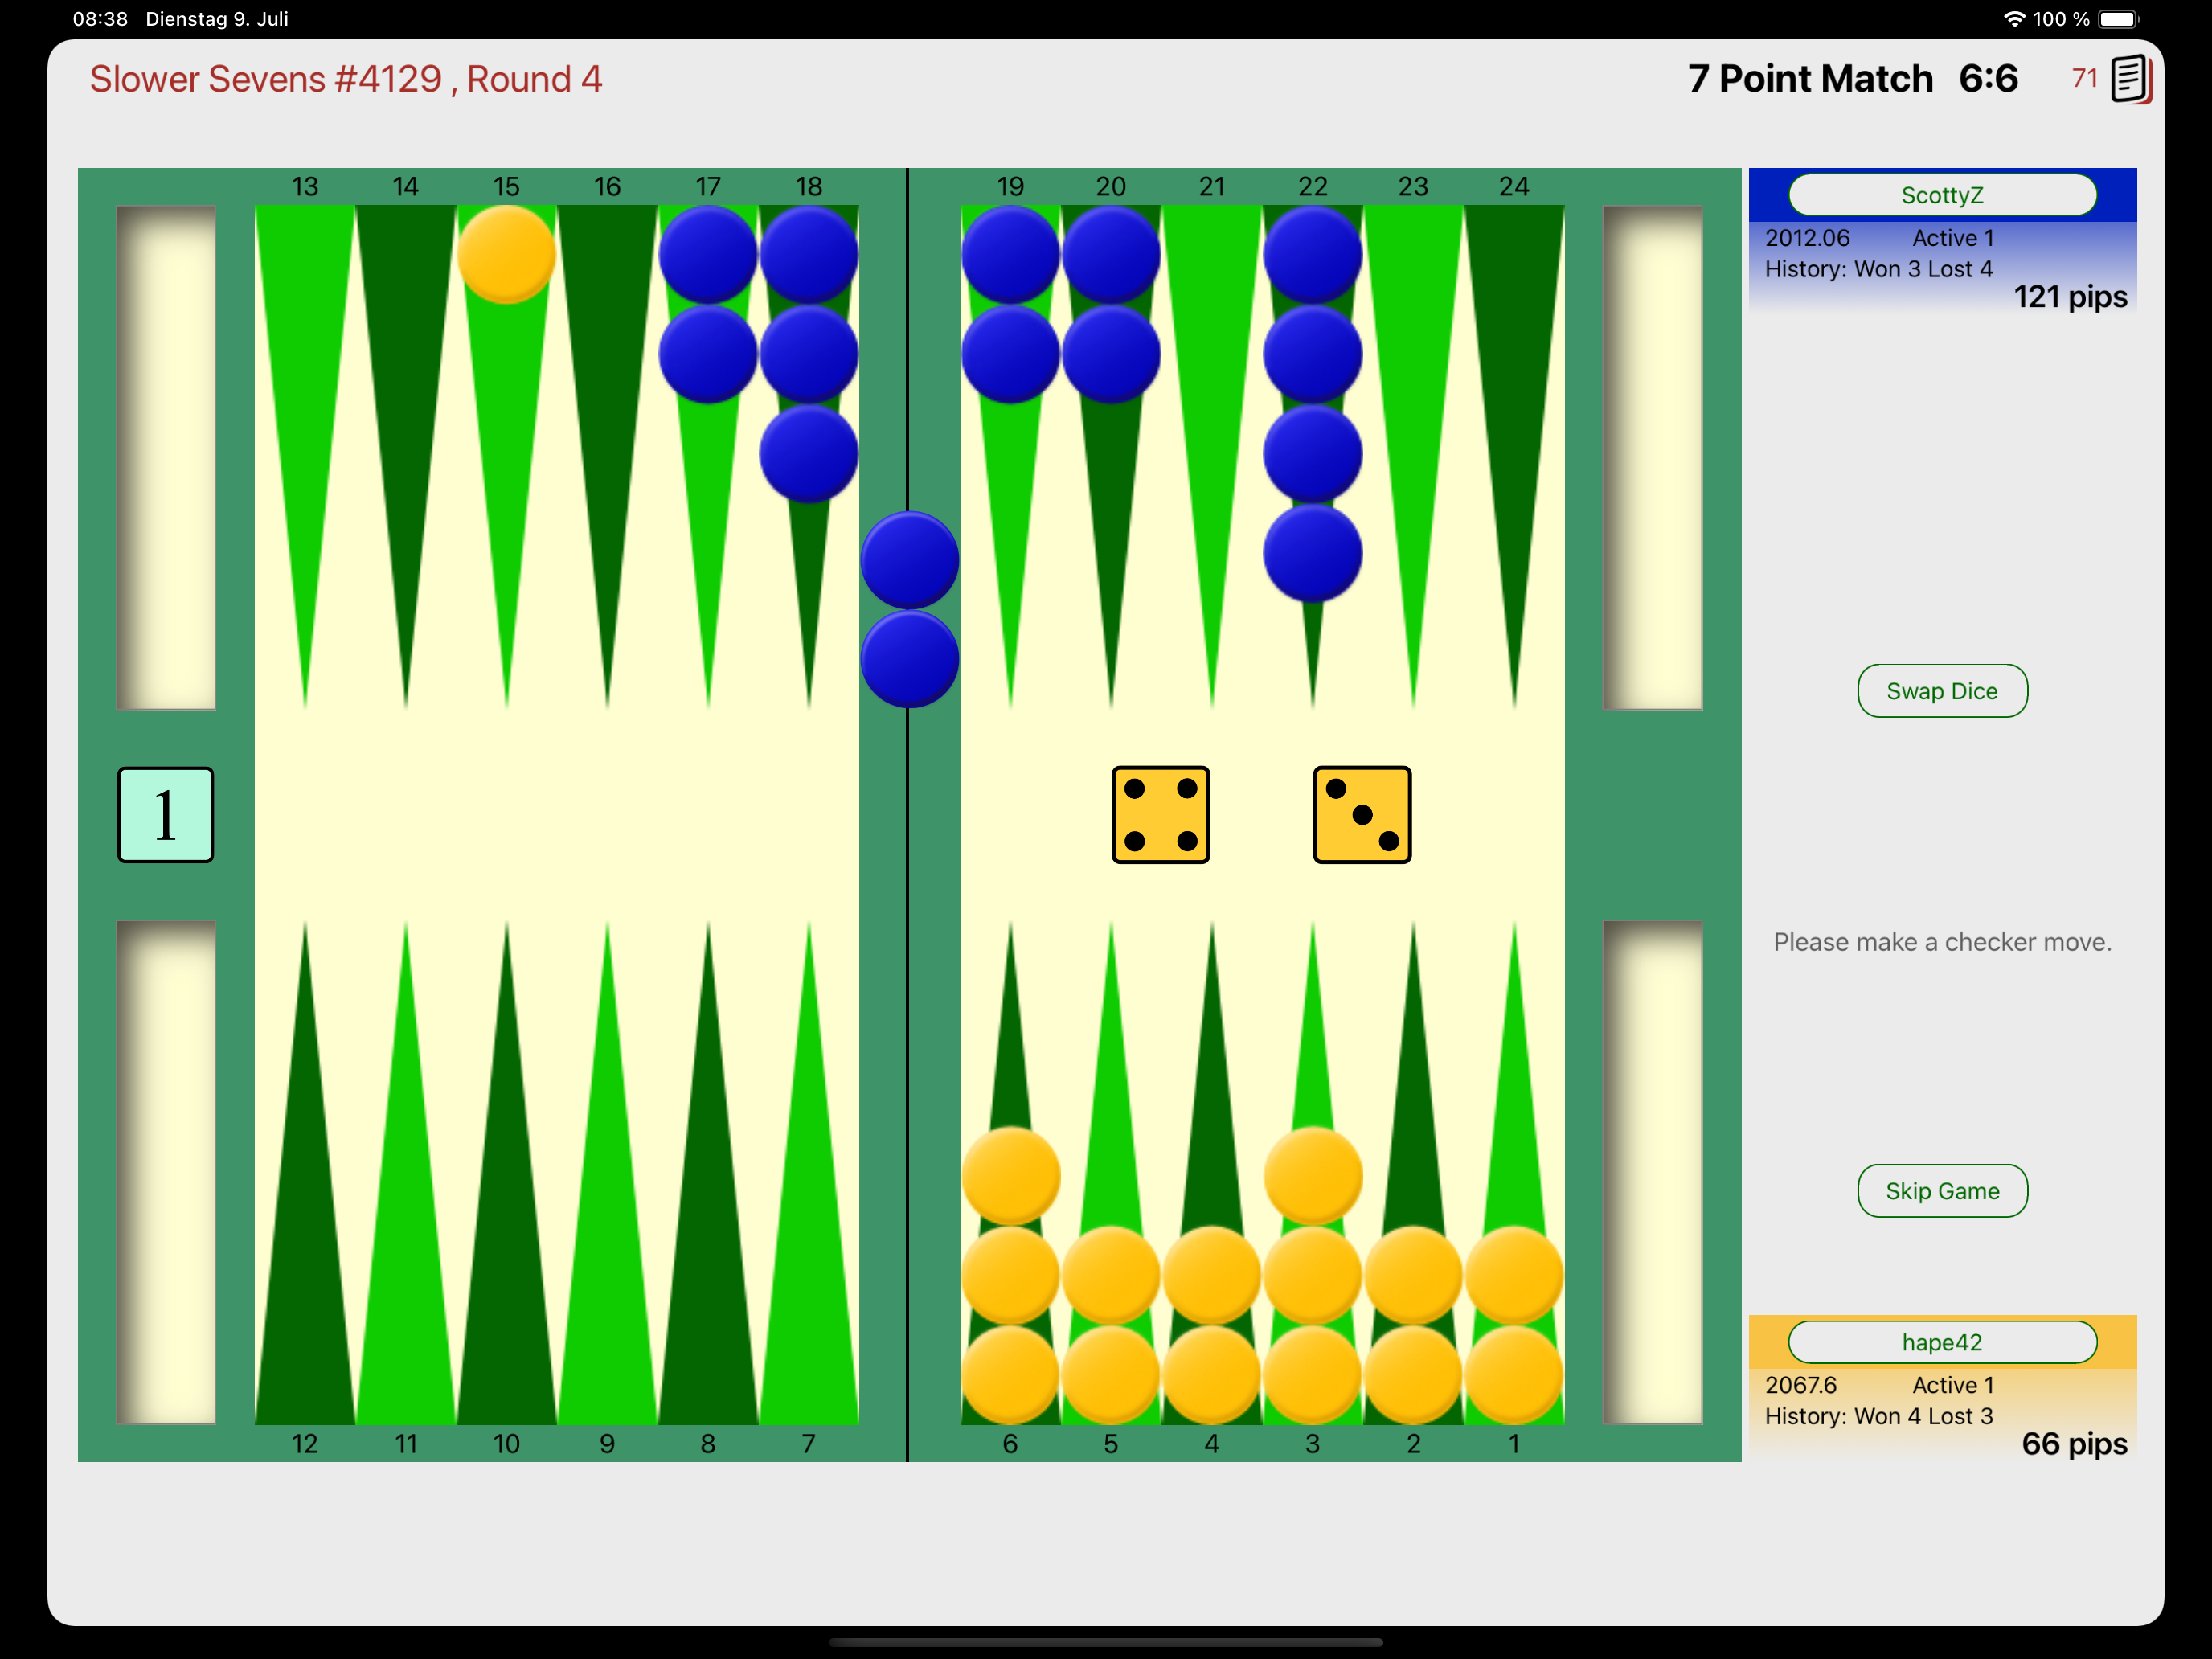 08:38 Dienstag 9. Juli 100 %
Slower Sevens #4129 , Round 4 7 Point Match 6:6 71
13 14 15 16 17 18 19 20 21 22 23 24
ScottyZ
2012.06 Active 1
History: Won 3 Lost 4
121 pips
Swap Dice
1
Please make a checker move.
Skip Game
hape42
2067.6 Active 1
History: Won 4 Lost 3
66 pips
12 11 10 9 8 7 6 5 4 3 2 1